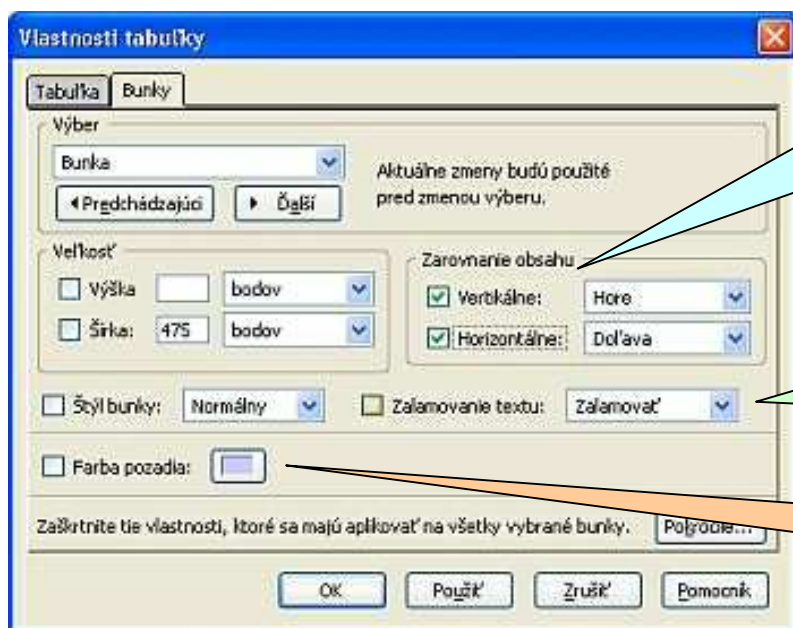 Vlastnosti tabuľky
Tabuľka Bunky
Výber
Bunka
Predchádzajúci Ďalší
Aktuálne zmeny budú použité
pred zmenou výberu.
Veľkosť
Výška bodov
Šírka: 475 bodov
Zarovnanie obsahu
Vertikálne: Hore
Horizontálne: Doľava
Štýl bunky: Normálny Zalamovanie textu: Zalamovať
Farba pozadia:
Zaškrtnite tie vlastnosti, ktoré sa majú aplikovať na všetky vybrané bunky. Pokročilé...
OK Použiť Zrušiť Pomocník